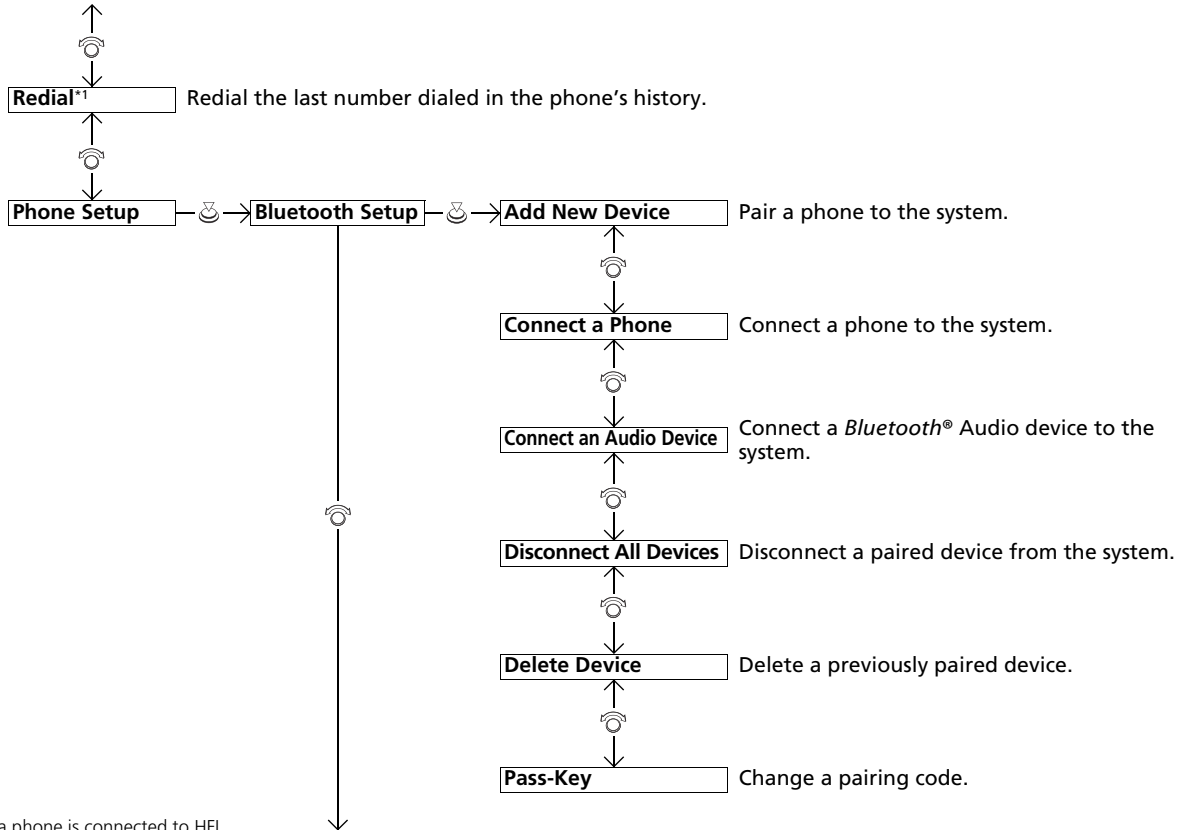 Redial*1 Redial the last number dialed in the phone's history.
Phone Setup Bluetooth Setup Add New Device Pair a phone to the system.
Connect a Phone Connect a phone to the system.
Connect an Audio Device Connect a Bluetooth® Audio device to the
system.
Disconnect All Devices Disconnect a paired device from the system.
Delete Device Delete a previously paired device.
Pass-Key Change a pairing code.
a phone is connected to HFL